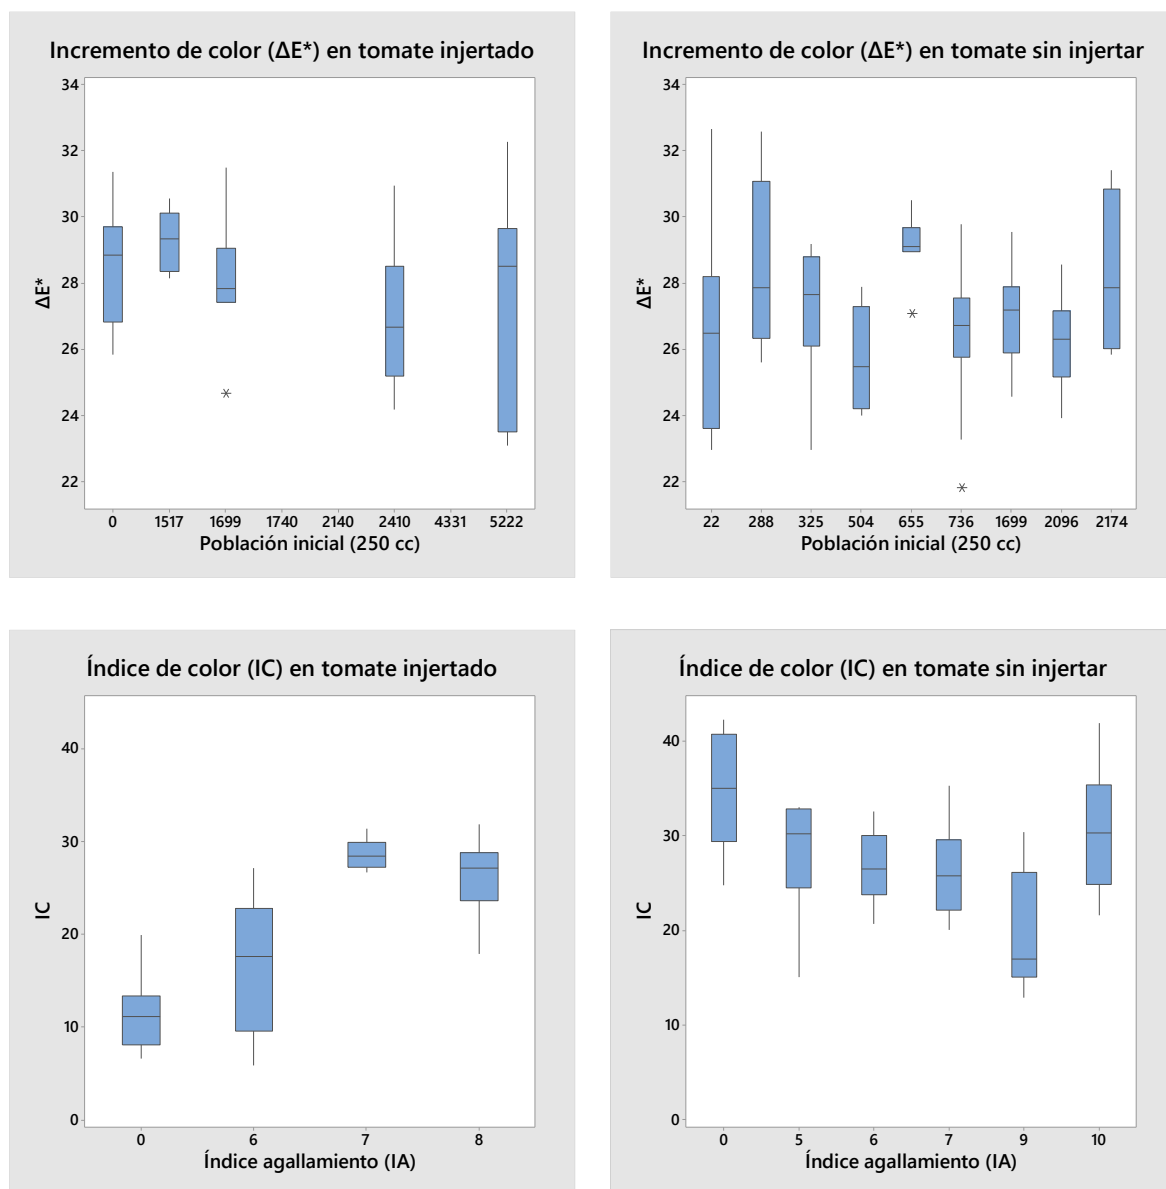 Incremento de color (ΔE*) en tomate injertado
34
32
30
28
26
24
22
ΔE*
0 1517 1699 1740 2140 2410 4331 5222
Población inicial (250 cc)
Incremento de color (ΔE*) en tomate sin injertar
34
32
30
28
26
24
22
ΔE*
22 288 325 504 655 736 1699 2096 2174
Población inicial (250 cc)
Índice de color (IC) en tomate injertado
40
30
20
10
0
IC
0 6 7 8
Índice agallamiento (IA)
Índice de color (IC) en tomate sin injertar
40
30
20
10
0
IC
0 5 6 7 9 10
Índice agallamiento (IA)